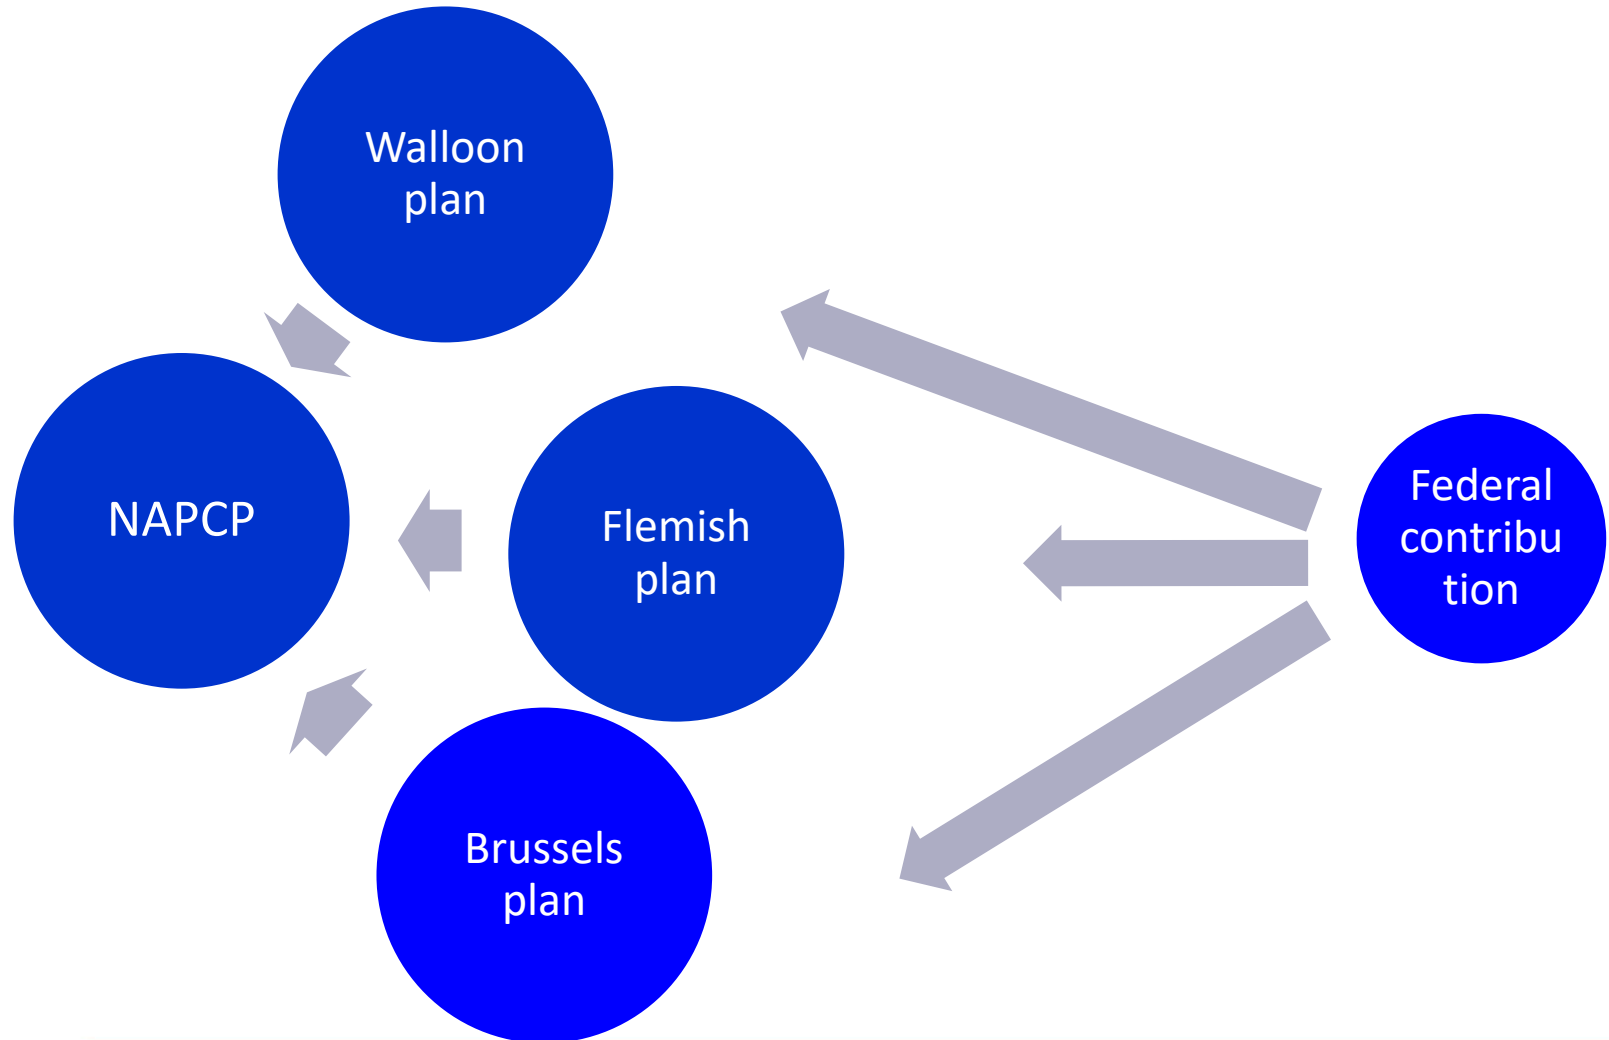 Walloon
plan
NAPCP
Flemish
plan
Federal
contribu
tion
Brussels
plan